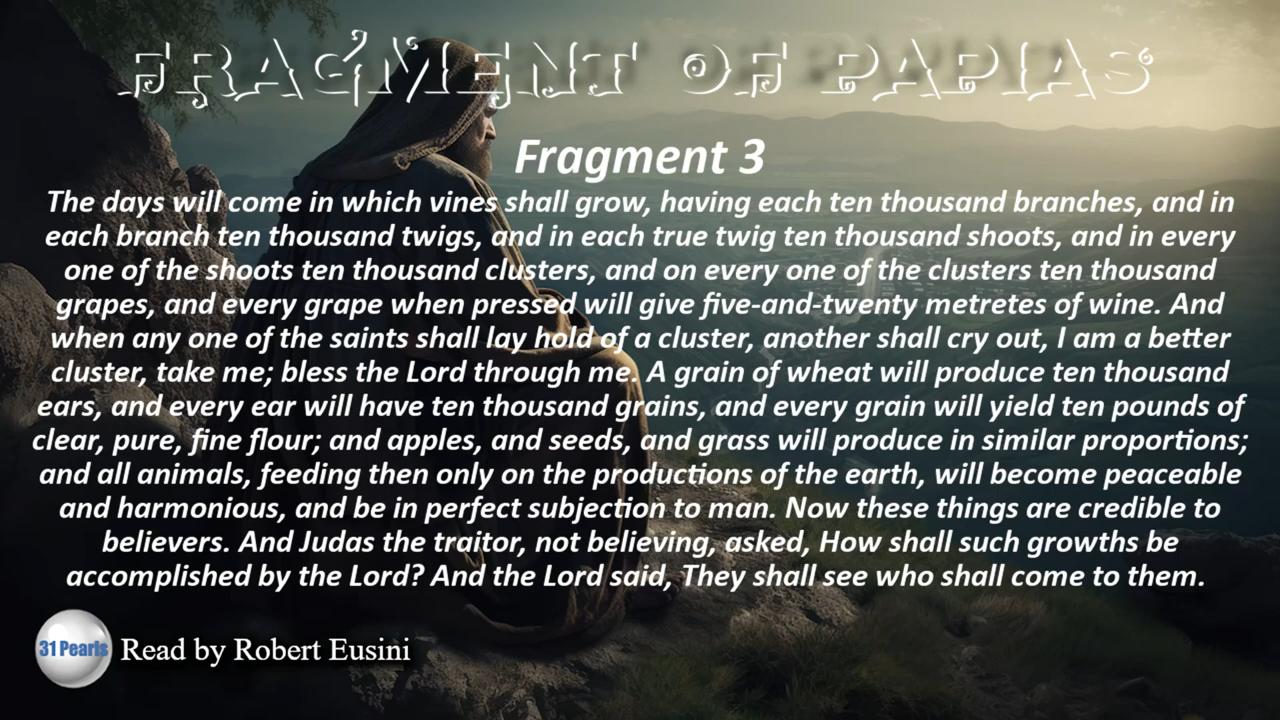 FRAGMENT OF PAPIAS
Fragment 3
The days will come in which vines shall grow, having each ten thousand branches, and in
each branch ten thousand twigs, and in each true twig ten thousand shoots, and in every
one of the shoots ten thousand clusters, and on every one of the clusters ten thousand
grapes, and every grape when pressed will give five-and-twenty metretes of wine. And
when any one of the saints shall lay hold of a cluster, another shall cry out, I am a better
cluster, take me; bless the Lord through me. A grain of wheat will produce ten thousand
ears, and every ear will have ten thousand grains, and every grain will yield ten pounds of
clear, pure, fine flour; and apples, and seeds, and grass will produce in similar proportions;
and all animals, feeding then only on the productions of the earth, will become peaceable
and harmonious, and be in perfect subjection to man. Now these things are credible to
believers. And Judas the traitor, not believing, asked, How shall such growths be
accomplished by the Lord? And the Lord said, They shall see who shall come to them.
31 Pearls
Read by Robert Eusini